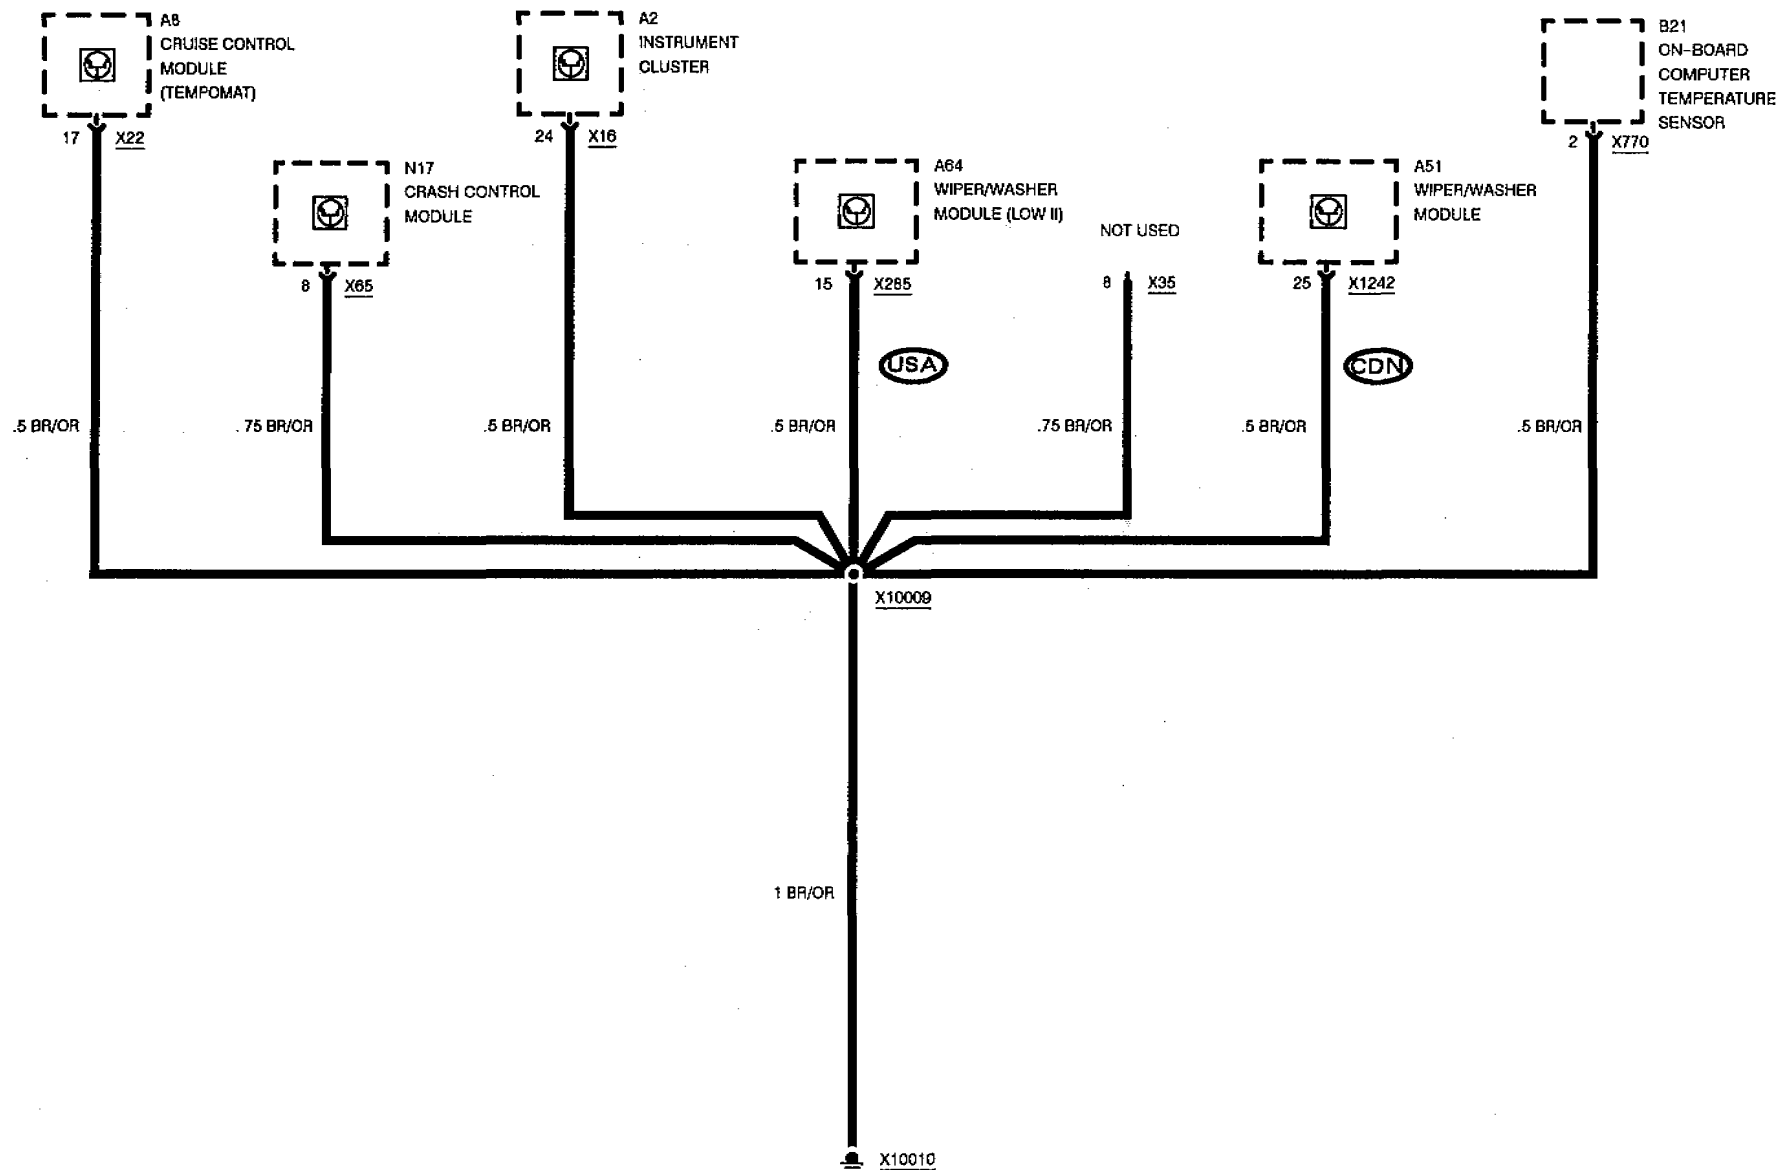 A8
CRUISE CONTROL
MODULE
(TEMPOMAT)
17 X22
A2
INSTRUMENT
CLUSTER
24 X16
B21
ON-BOARD
COMPUTER
TEMPERATURE
SENSOR
2 X770
N17
CRASH CONTROL
MODULE
8 X65
A64
WIPER/WASHER
MODULE (LOW II)
15 X285
NOT USED
8 X35
A51
WIPER/WASHER
MODULE
25 X1242
USA
CDN
.5 BR/OR
.75 BR/OR
.5 BR/OR
.5 BR/OR
.75 BR/OR
.5 BR/OR
.5 BR/OR
X10009
1 BR/OR
X10010